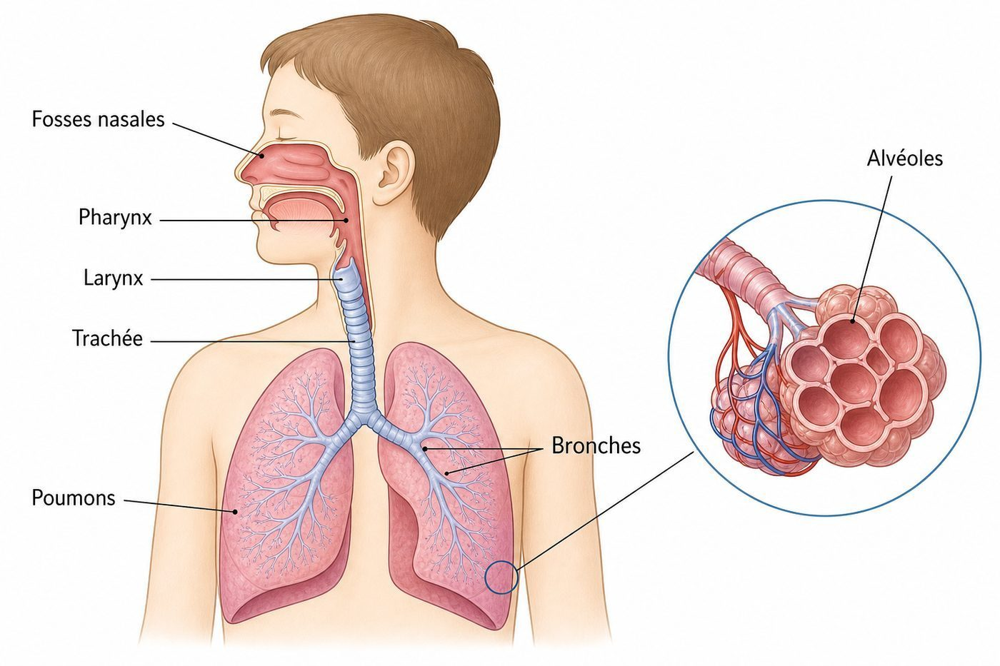 Fosses nasales
Pharynx
Larynx
Trachée
Poumons
Bronches
Alvéoles